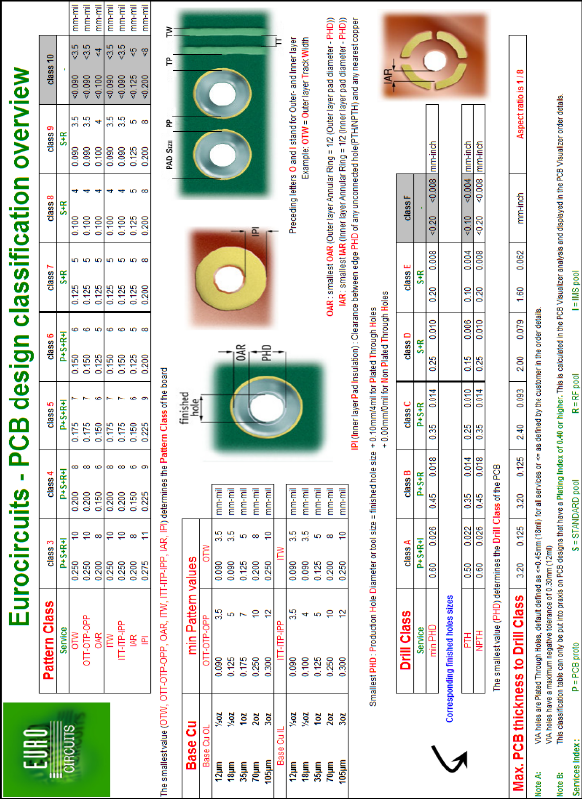 EURO
CIRCUITS
Eurocircuits - PCB design classification overview
Pattern Class class 3 class 4 class 5 class 6 class 7 class 8 class 9 class 10
Service P+S+R+I P+S+R+I P+S+R+I P+S+R+I S+R S+R S+R -
OTW 0.250 10 0.200 8 0.175 7 0.150 6 0.125 5 0.100 4 0.090 3.5 <0.090 <3.5 mm-mil
OTT-OTP-OPP 0.250 10 0.200 8 0.175 7 0.150 6 0.125 5 0.100 4 0.090 3.5 <0.090 <3.5 mm-mil
OAR 0.200 8 0.150 6 0.150 6 0.125 5 0.125 5 0.100 4 0.100 4 <0.100 <4 mm-mil
ITW 0.250 10 0.200 8 0.175 7 0.150 6 0.125 5 0.100 4 0.090 3.5 <0.090 <3.5 mm-mil
ITT-ITP-IPP 0.250 10 0.200 8 0.175 7 0.150 6 0.125 5 0.100 4 0.090 3.5 <0.090 <3.5 mm-mil
IAR 0.200 8 0.150 6 0.150 6 0.125 5 0.125 5 0.125 5 0.125 5 <0.125 <5 mm-mil
IPI 0.275 11 0.225 9 0.225 9 0.200 8 0.200 8 0.200 8 0.200 8 <0.200 <8 mm-mil
The smallest value (OTW, OTT-OTP-OPP, OAR, ITW, ITT-ITP-IPP, IAR, IPI) determines the Pattern Class of the board
Base Cu min Pattern values
Base Cu OL OTT-OTP-OPP OTW
12µm ⅓oz 0.090 3.5 0.090 3.5 mm-mil
18µm ½oz 0.125 5 0.090 3.5 mm-mil
35µm 1oz 0.175 7 0.125 5 mm-mil
70µm 2oz 0.250 10 0.200 8 mm-mil
105µm 3oz 0.300 12 0.250 10 mm-mil
Base Cu IL ITT-ITP-IPP ITW
12µm ⅓oz 0.090 3.5 0.090 3.5 mm-mil
18µm ½oz 0.100 4 0.090 3.5 mm-mil
35µm 1oz 0.125 5 0.125 5 mm-mil
70µm 2oz 0.250 10 0.200 8 mm-mil
105µm 3oz 0.300 12 0.250 10 mm-mil
finished
hole
OAR
PHD
IPI
PAD SIZE
PP
TP
TT
TW
Preceding letters O and I stand for Outer- and Inner layer
Example: OTW = Outer layer Track Width
OAR : smallest OAR (Outer layer Annular Ring = 1/2 (Outer layer pad diameter - PHD))
IAR : smallest IAR (Inner layer Annular Ring = 1/2 (Inner layer pad diameter - PHD))
IPI (Inner layer Pad Insulation) : Clearance between edge PHD of any unconnected hole(PTH/NPTH) and any nearest copper
IAR
Smallest PHD : Production Hole Diameter or tool size = finished hole size + 0.10mm/4mil for Plated Through Holes
+ 0.00mm/0mil for Non Plated Through Holes
Drill Class class A class B class C class D class E class F
Service P+S+R+I P+S+R P+S+R S+R S+R -
min PHD 0.60 0.026 0.45 0.018 0.35 0.014 0.25 0.010 0.20 0.008 <0.20 <0.008 mm-inch
Corresponding finished holes sizes
PTH 0.50 0.022 0.35 0.014 0.25 0.010 0.15 0.006 0.10 0.004 <0.10 <0.004 mm-inch
NPTH 0.60 0.026 0.45 0.018 0.35 0.014 0.25 0.010 0.20 0.008 <0.20 <0.008 mm-inch
The smallest value (PHD) determines the Drill Class of the PCB
Max. PCB thickness to Drill Class
3.20 0.125 3.20 0.125 2.40 0.093 2.00 0.079 1.60 0.062 mm-inch Aspect ratio is 1 / 8
Note A: VIA holes are Plated Through Holes, default defined as <=0.45mm (18mil) for all services or <= as defined by the customer in the order details.
VIA holes have a maximum negative tolerance of 0.30mm (12mil)
Note B: This classification table can only be put into praxis on PCB designs that have a Plating Index of 0.40 or higher. This is calculated in the PCB Visualizer analysis and displayed in the PCB Visualizer order details.
Services Index : P = PCB proto S = STANDARD pool R = RF pool I = IMS pool